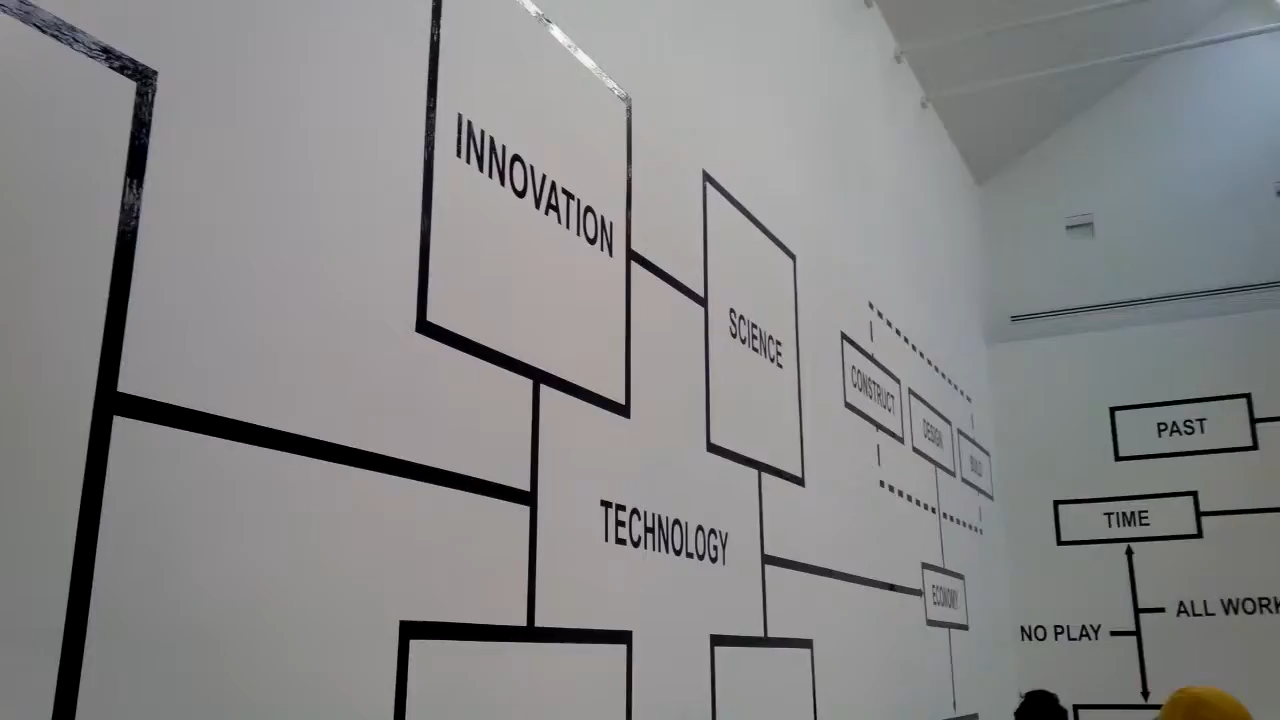 INNOVATION
SCIENCE
TECHNOLOGY
CONSTRUCT
DESIGN
BUILD
ECONOMY
PAST
TIME
ALL WORK
NO PLAY